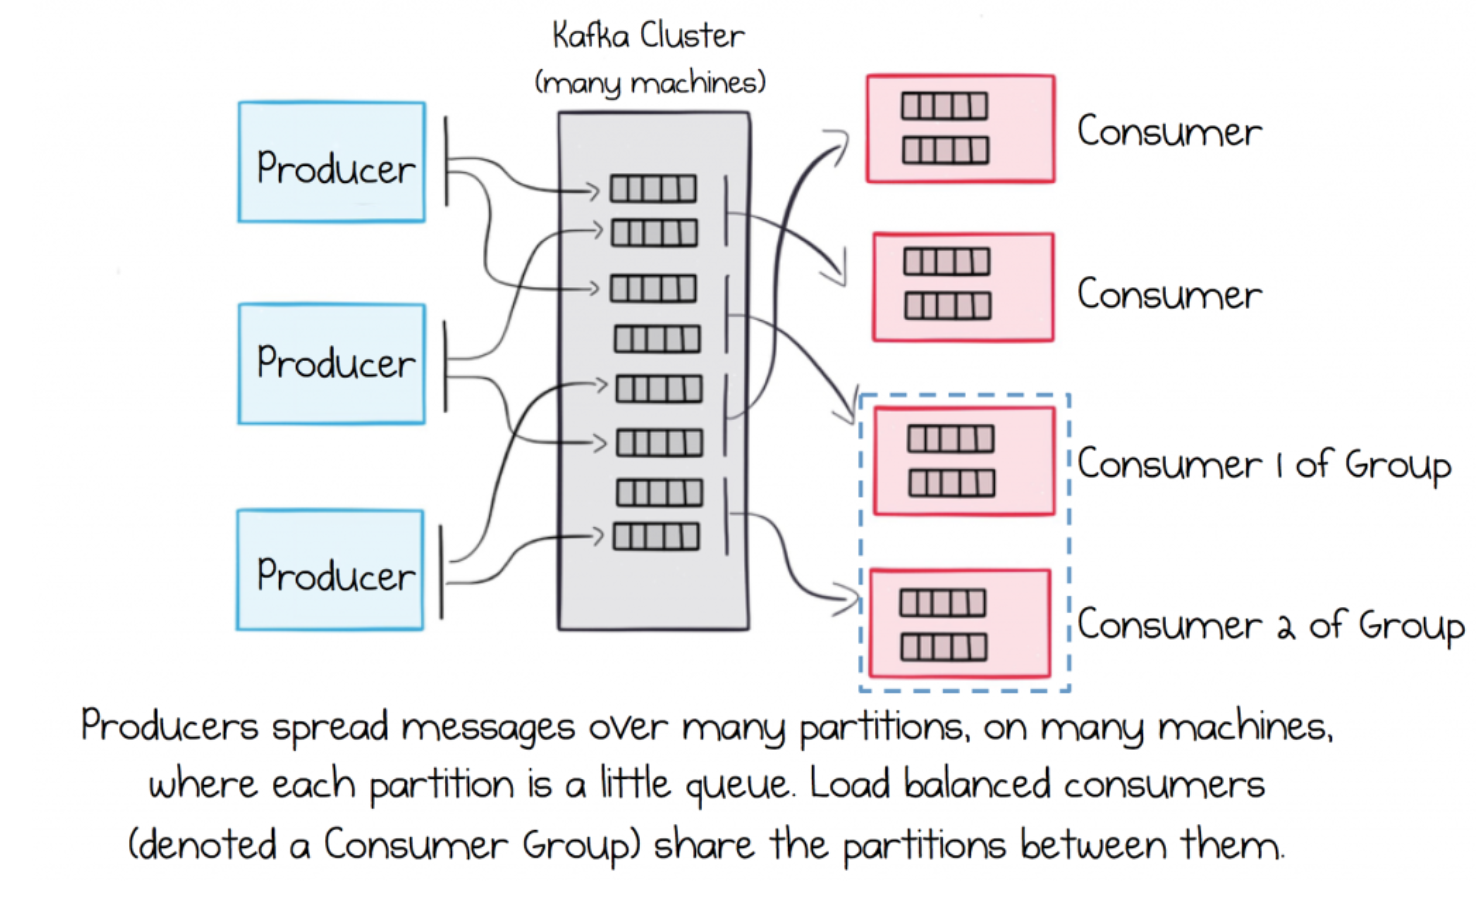 Kafka Cluster
(many machines)
Producer
Producer
Producer
Consumer
Consumer
Consumer 1 of Group
Consumer 2 of Group
Producers spread messages over many partitions, on many machines,
where each partition is a little queue. Load balanced consumers
(denoted a Consumer Group) share the partitions between them.